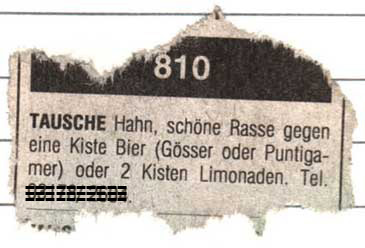 810
TAUSCHE Hahn, schöne Rasse gegen
eine Kiste Bier (Gösser oder Puntiga-
mer) oder 2 Kisten Limonaden. Tel.